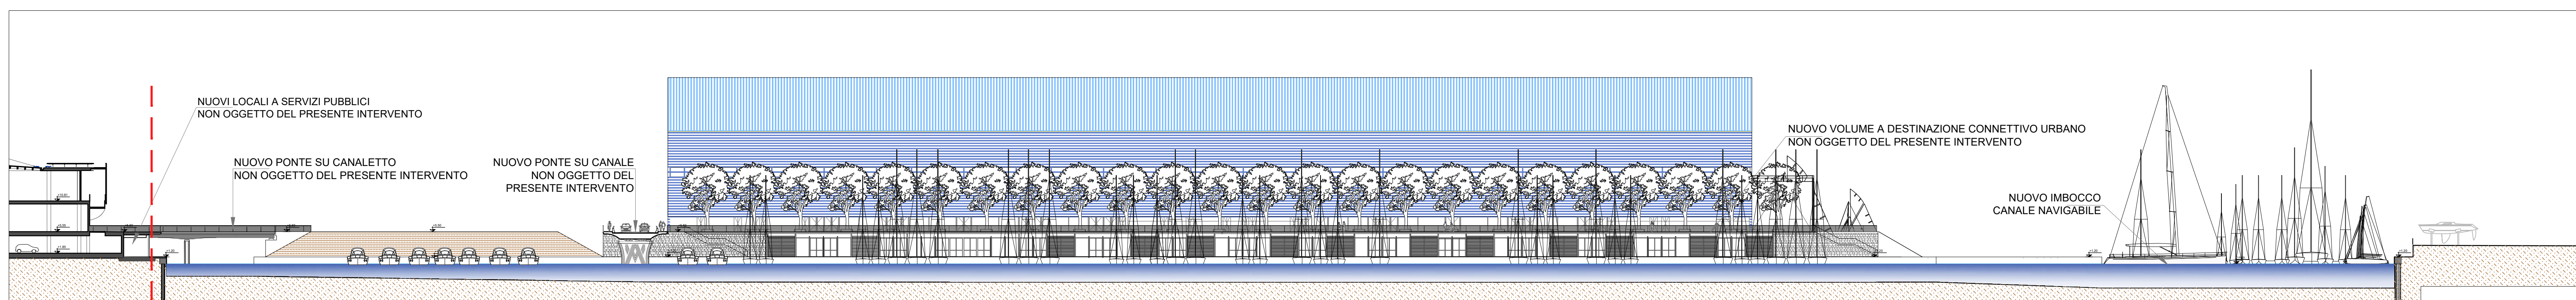 NUOVI LOCALI A SERVIZI PUBBLICI
NON OGGETTO DEL PRESENTE INTERVENTO
NUOVO PONTE SU CANALETTO
NON OGGETTO DEL PRESENTE INTERVENTO
NUOVO PONTE SU CANALE
NON OGGETTO DEL
PRESENTE INTERVENTO
NUOVO VOLUME A DESTINAZIONE CONNETTIVO URBANO
NON OGGETTO DEL PRESENTE INTERVENTO
NUOVO IMBOCCO
CANALE NAVIGABILE